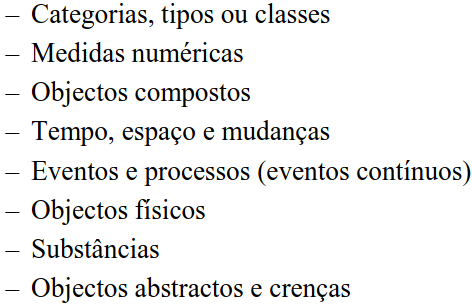 – Categorias, tipos ou classes
– Medidas numéricas
– Objectos compostos
– Tempo, espaço e mudanças
– Eventos e processos (eventos contínuos)
– Objectos físicos
– Substâncias
– Objectos abstractos e crenças